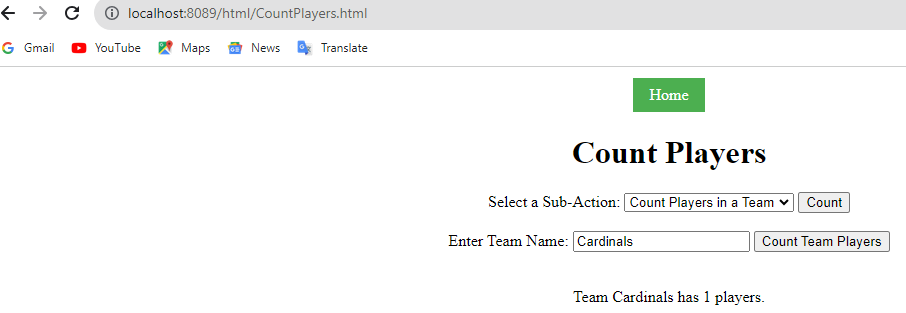 localhost:8089/html/CountPlayers.html
Gmail YouTube Maps News Translate
Home
Count Players
Select a Sub-Action: Count Players in a Team Count
Enter Team Name: Cardinals Count Team Players
Team Cardinals has 1 players.